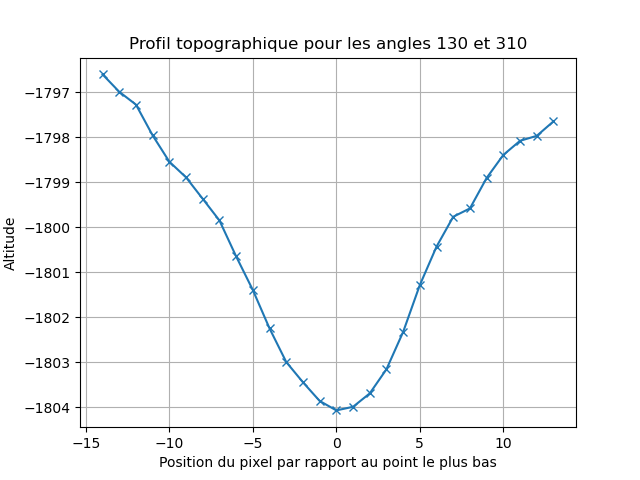 Profil topographique pour les angles 130 et 310
Altitude
−1797
−1798
−1799
−1800
−1801
−1802
−1803
−1804
−15 −10 −5 0 5 10
Position du pixel par rapport au point le plus bas